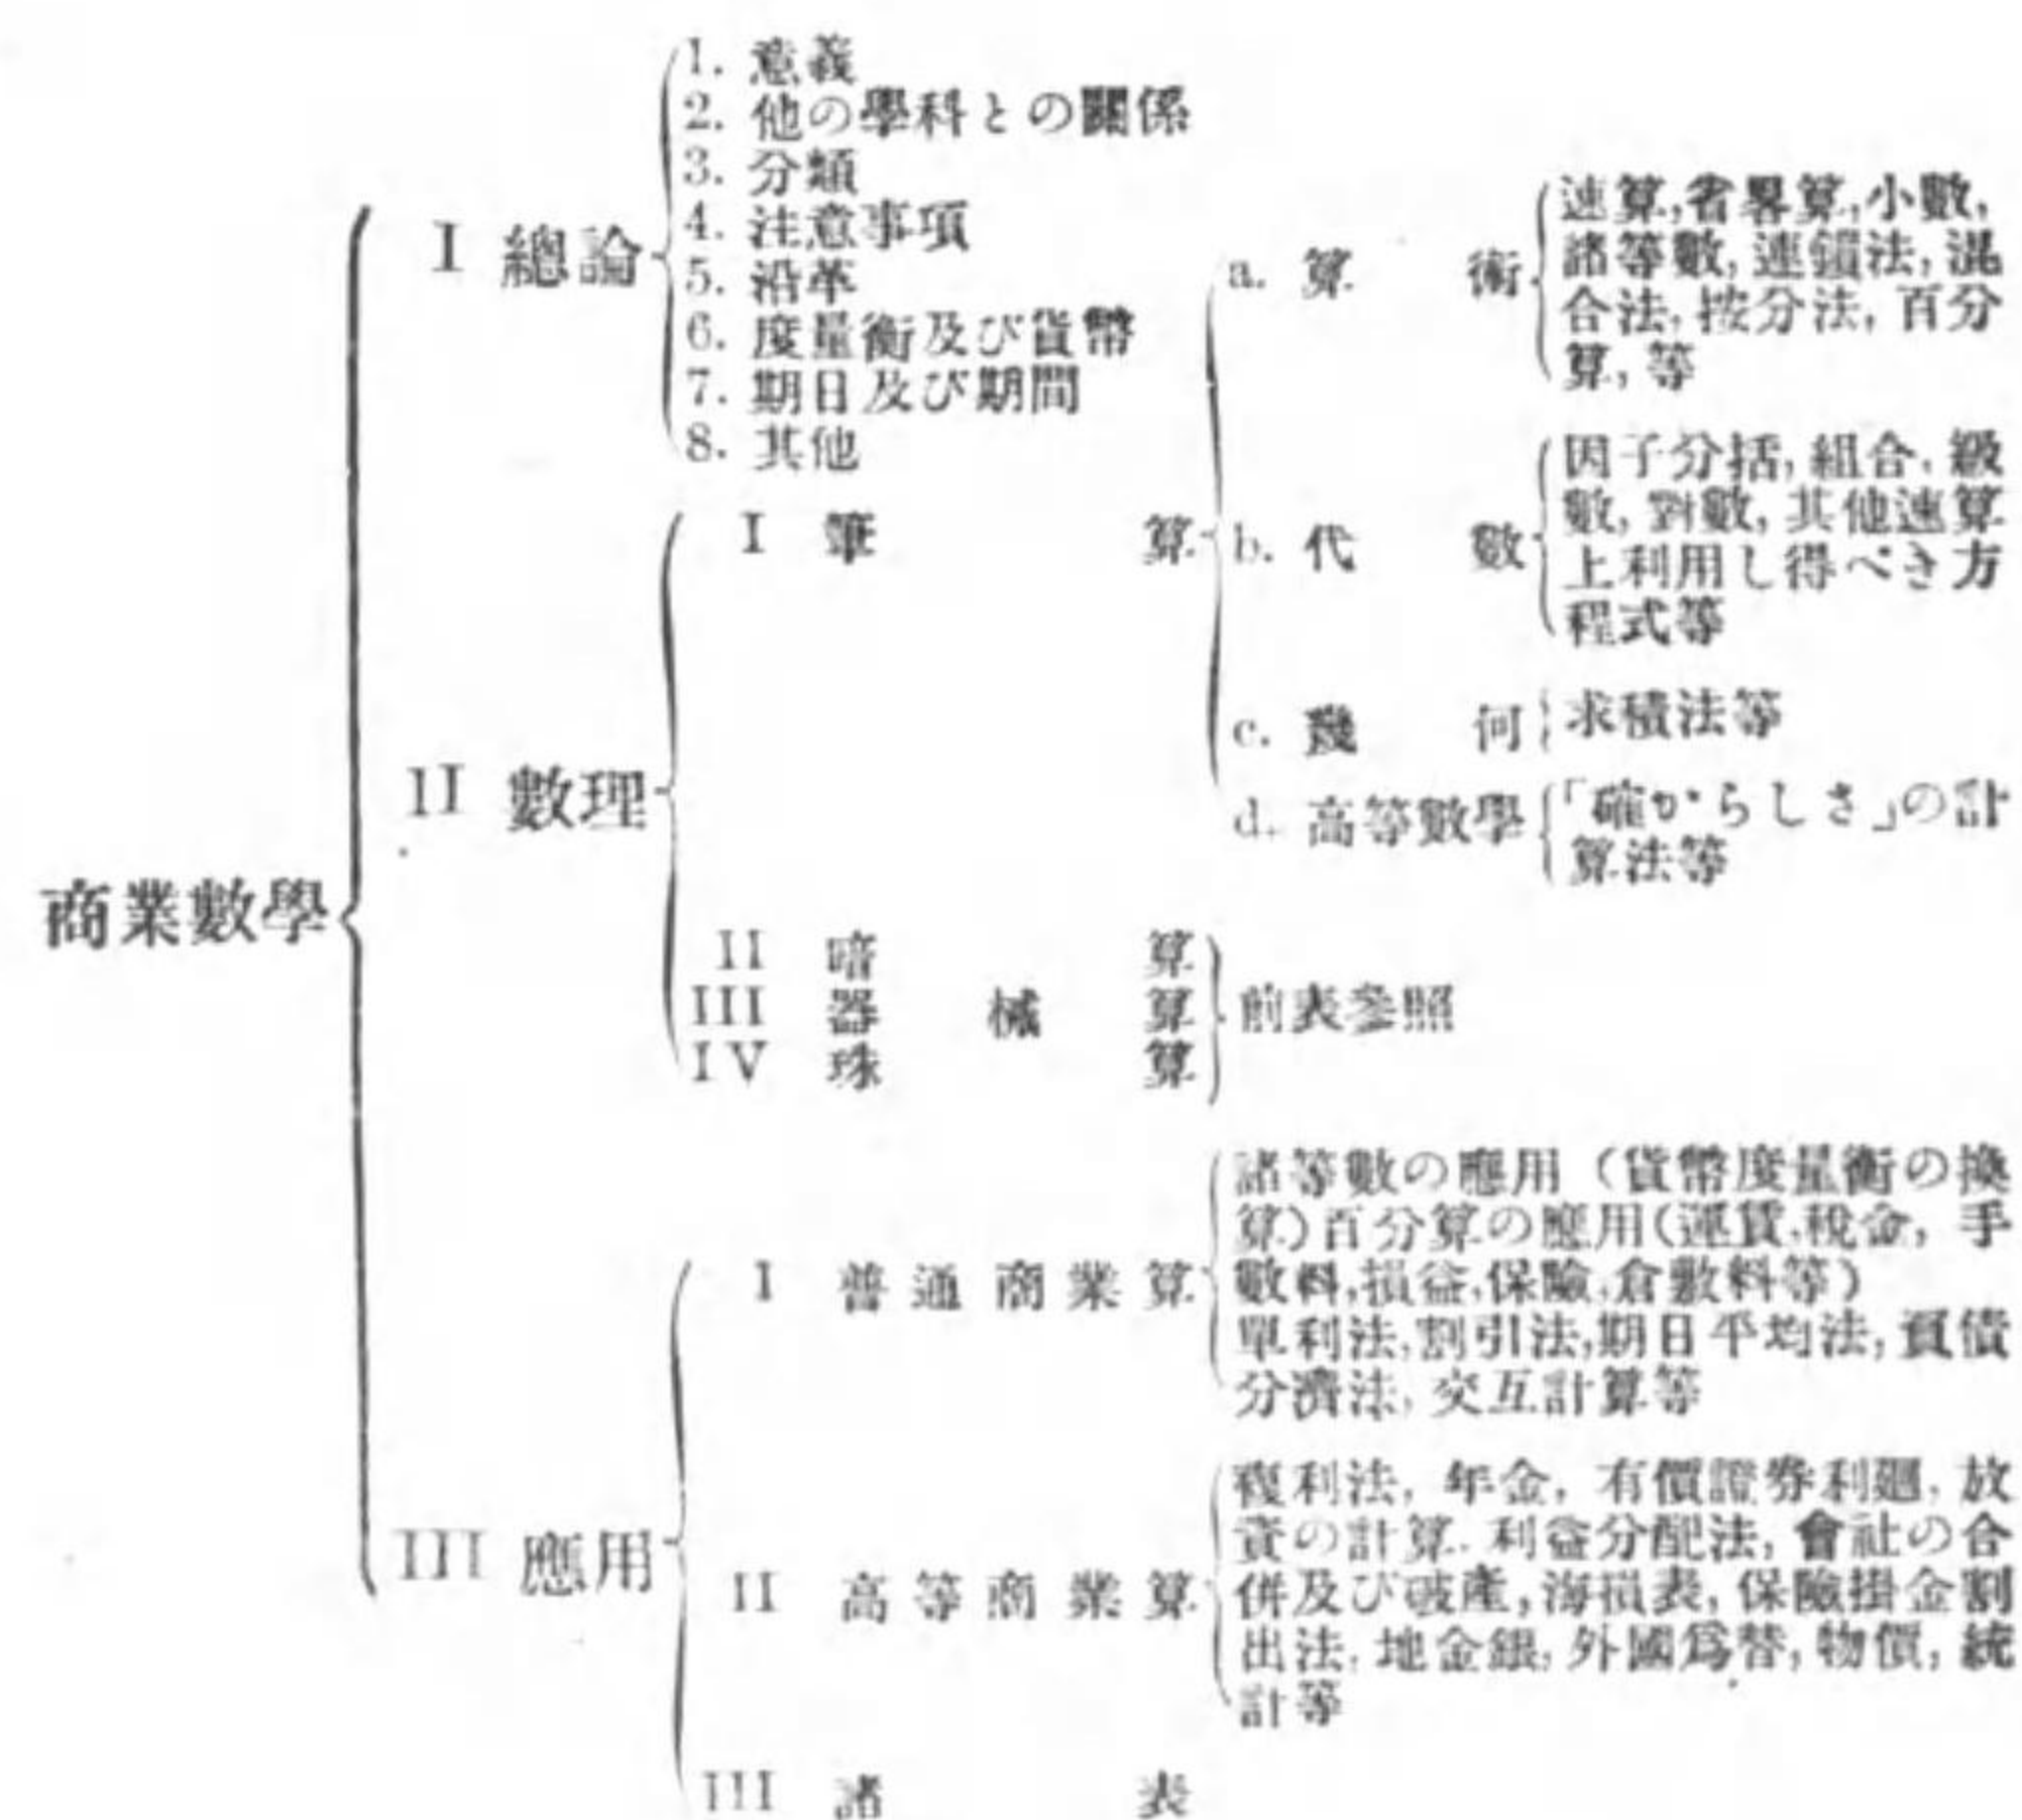 商業數學
I 總論
1. 意義
2. 他の學科との關係
3. 分類
4. 注意事項
5. 沿革
6. 度量衡及び貨幣
7. 期日及び期間
8. 其他
II 數理
I 筆算
a. 算術
速算,省畧算,小數,
諸等數,連鎖法,混
合法,按分法,百分
算,等
b. 代數
因子分括,組合,級
數,對數,其他速算
上利用し得べき方
程式等
c. 幾何
求積法等
d. 高等數學
「確からしさ」の計
算法等
II 暗算
III 器械算
IV 珠算
前表參照
III 應用
I 普通商業算
諸等數の應用（貨幣度量衡の換
算）百分算の應用(運賃,稅金,手
數料,損益,保險,倉敷料等)
單利法,割引法,期日平均法,負債
分濟法,交互計算等
II 高等商業算
複利法,年金,有價證券利廻,放
資の計算.利益分配法,會社の合
併及び破產,海損表,保險掛金割
出法,地金銀,外國爲替,物價,統
計等
III 諸表